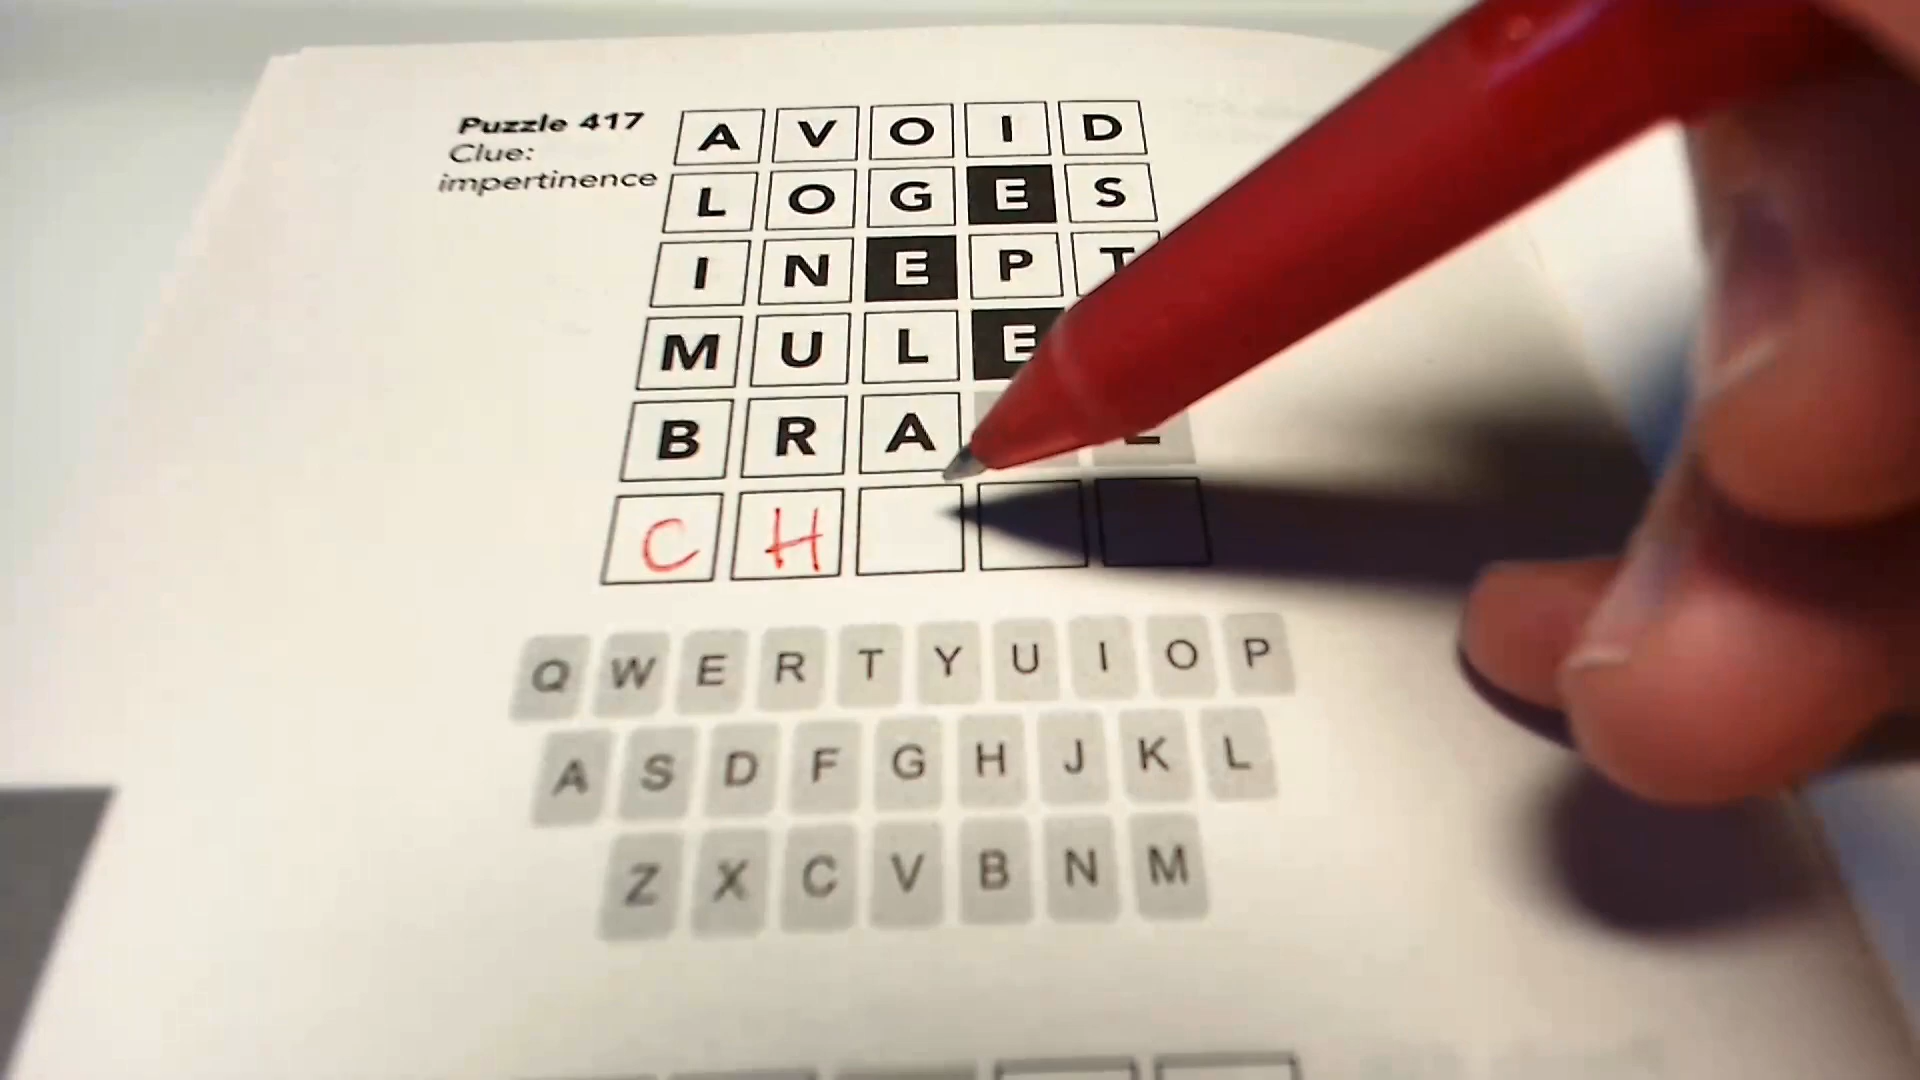 Puzzle 417
Clue:
impertinence
A V O I D
L O G E S
I N E P T
M U L E
B R A
C H
Q W E R T Y U I O P
A S D F G H J K L
Z X C V B N M